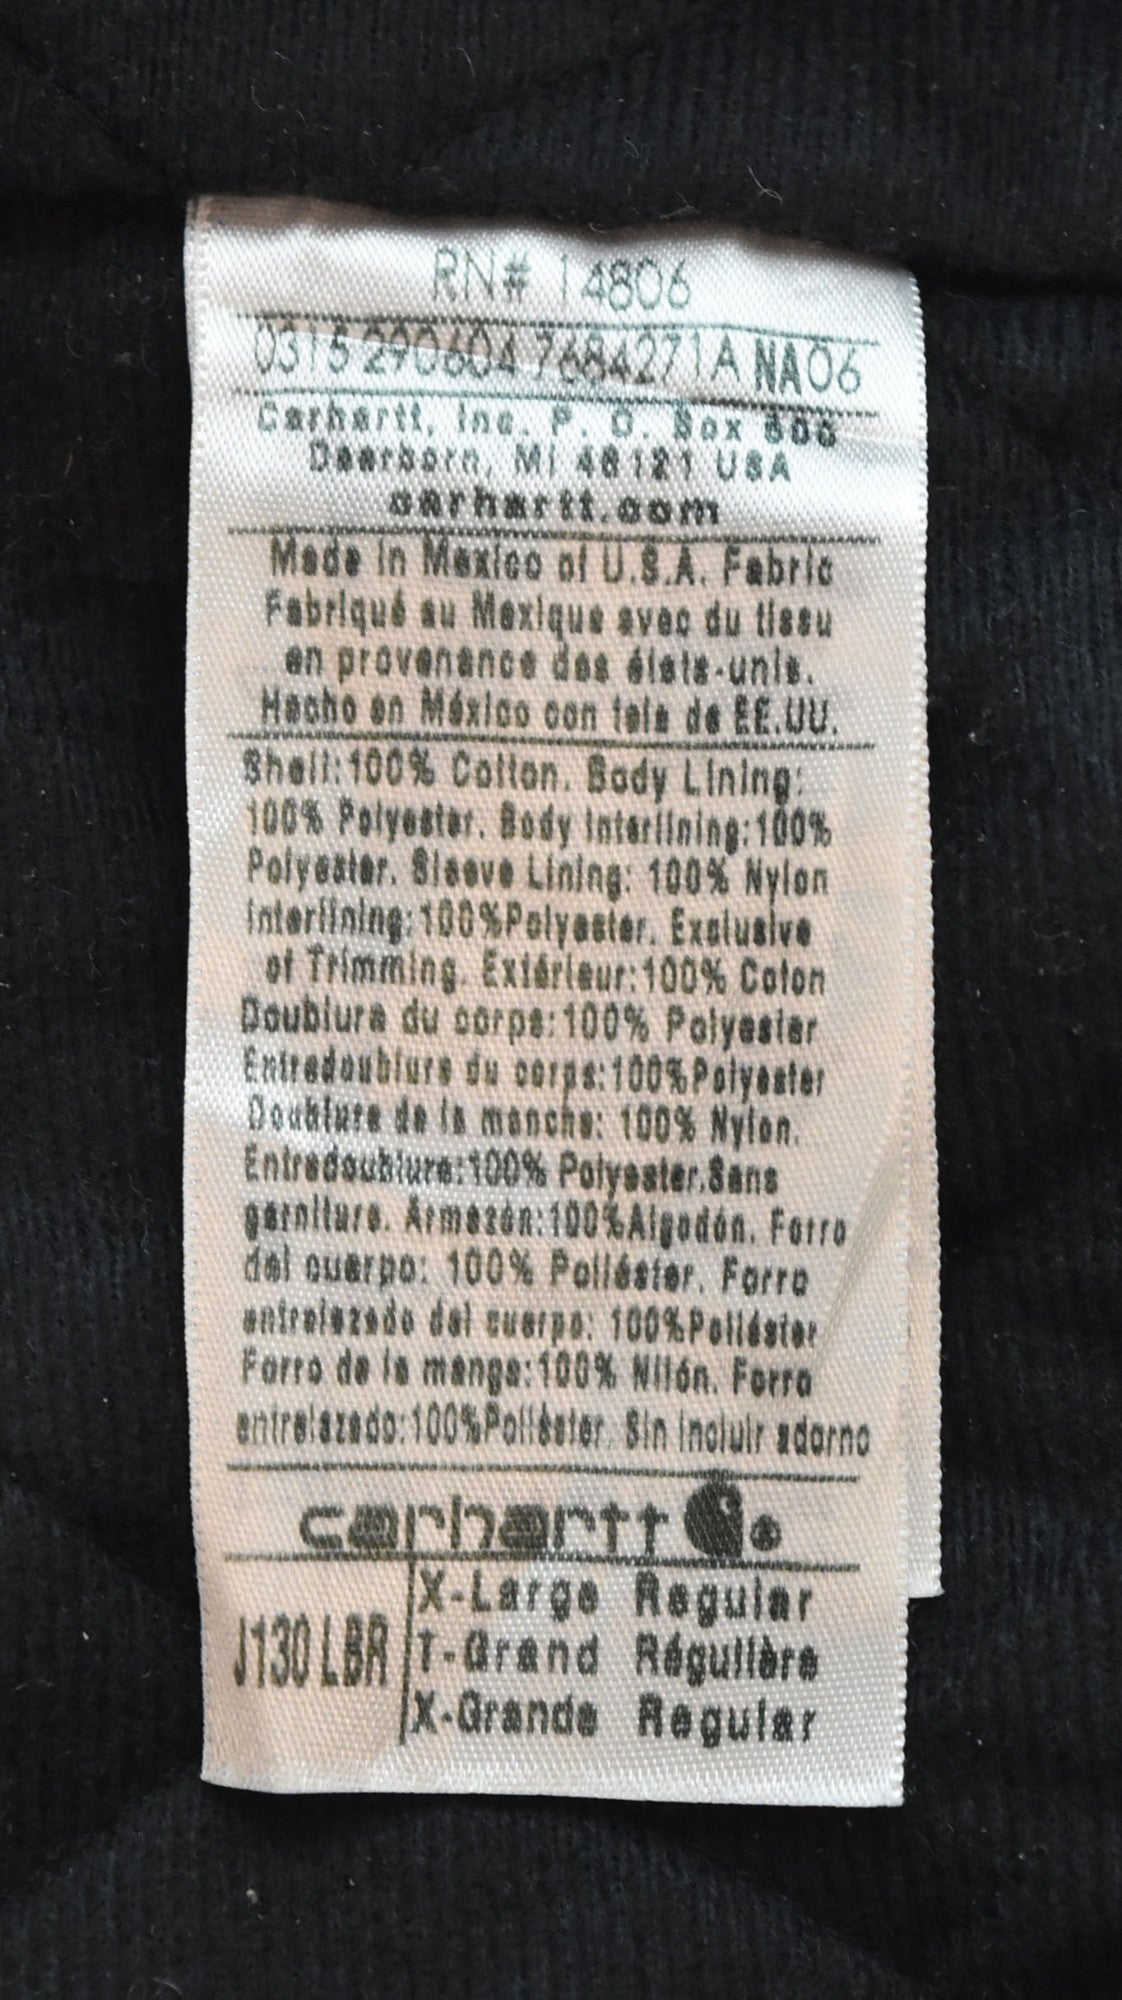 RN# 14806
0315 290604 7684271A NA06
Carhartt, Inc. P. O. Box 600
Dearborn, MI 48121 USA
carhartt.com
Made in Mexico of U.S.A. Fabric
Fabriqué au Mexique avec du tissu
en provenance des états-unis.
Hecho en México con tela de EE.UU.
Shell:100% Cotton. Body Lining:
100% Polyester. Body Interlining:100%
Polyester. Sleeve Lining: 100% Nylon
Interlining:100%Polyester. Exclusive
of Trimming. Extérieur:100% Coton
Doublure du corps:100% Polyester
Entredoublure du corps:100%Polyester
Doublure de la manche: 100% Nylon.
Entredoublure:100% Polyester.Sans
garniture. Armazón:100%Algodón. Forro
del cuerpo: 100% Poliéster. Forro
entrelazado del cuerpo: 100%Poliéster
Forro de la manga:100% Nilón. Forro
entrelazado:100%Poliéster. Sin incluir adorno
carhartt ®
J130 LBR
X-Large Regular
T-Grand Régulière
X-Grande Regular